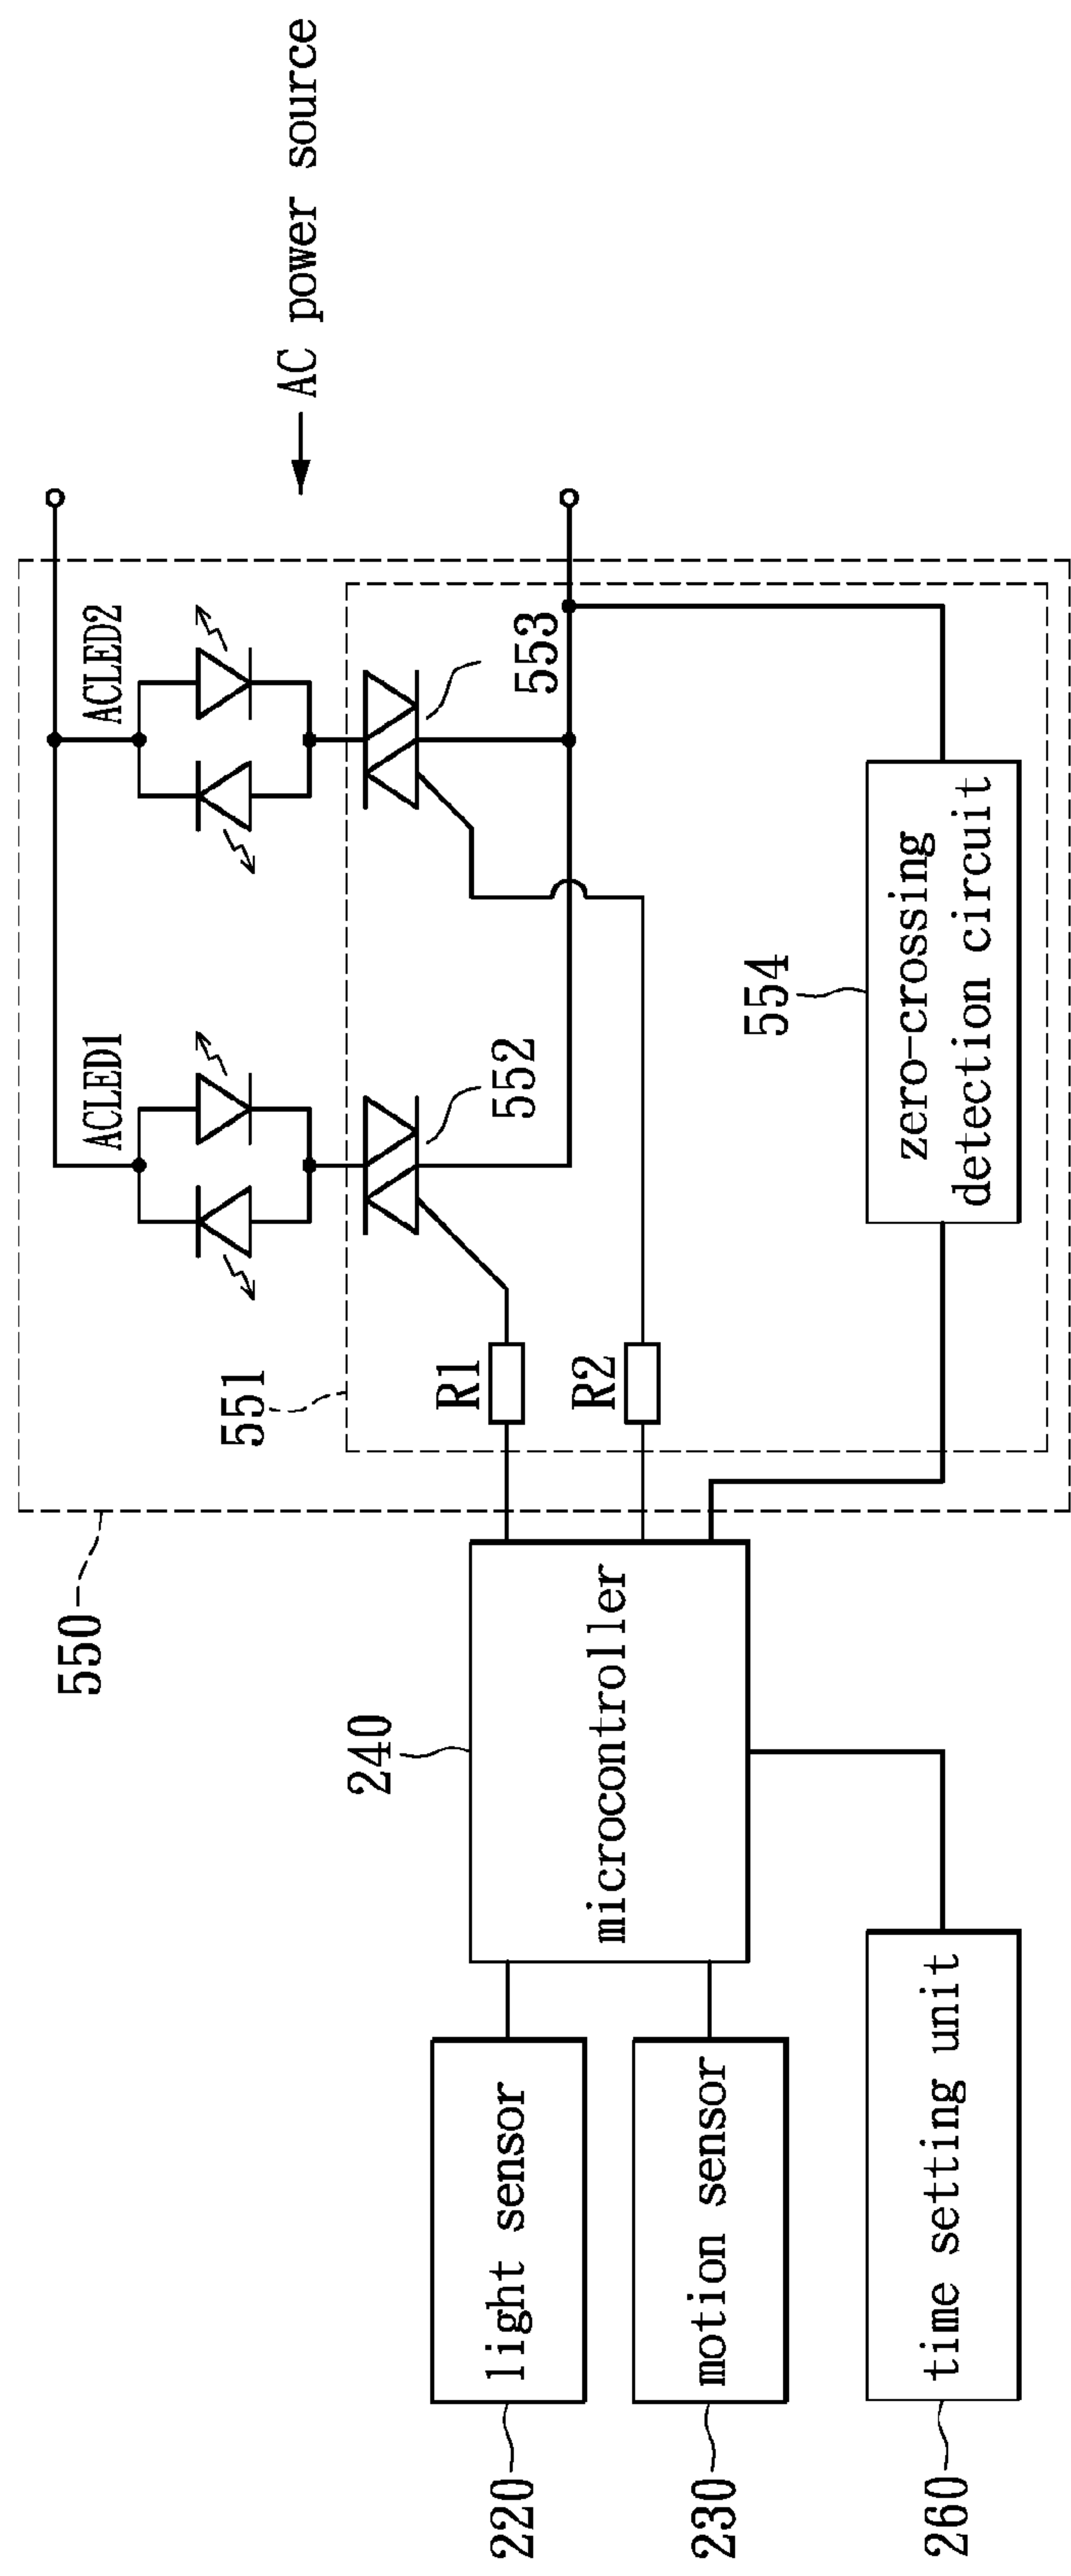 550
551
ACLED1
ACLED2
AC power source
240
R1
552
553
R2
554
220
light sensor
microcontroller
230
motion sensor
260
time setting unit
zero-crossing
detection circuit